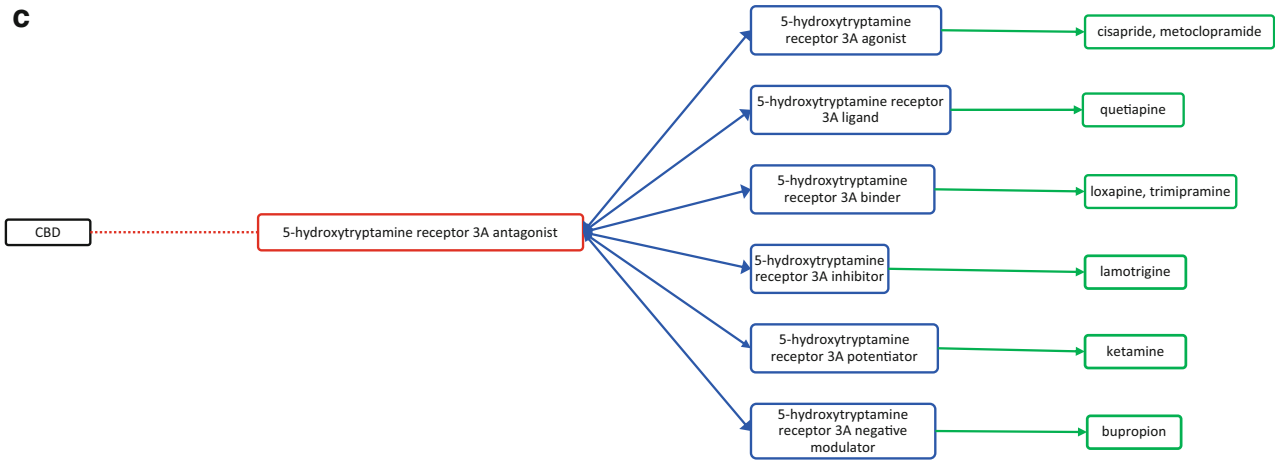 c
5-hydroxytryptamine
receptor 3A agonist
cisapride, metoclopramide
5-hydroxytryptamine receptor
3A ligand
quetiapine
5-hydroxytryptamine
receptor 3A binder
loxapine, trimipramine
CBD
5-hydroxytryptamine receptor 3A antagonist
5-hydroxytryptamine
receptor 3A inhibitor
lamotrigine
5-hydroxytryptamine
receptor 3A potentiator
ketamine
5-hydroxytryptamine
receptor 3A negative
modulator
bupropion